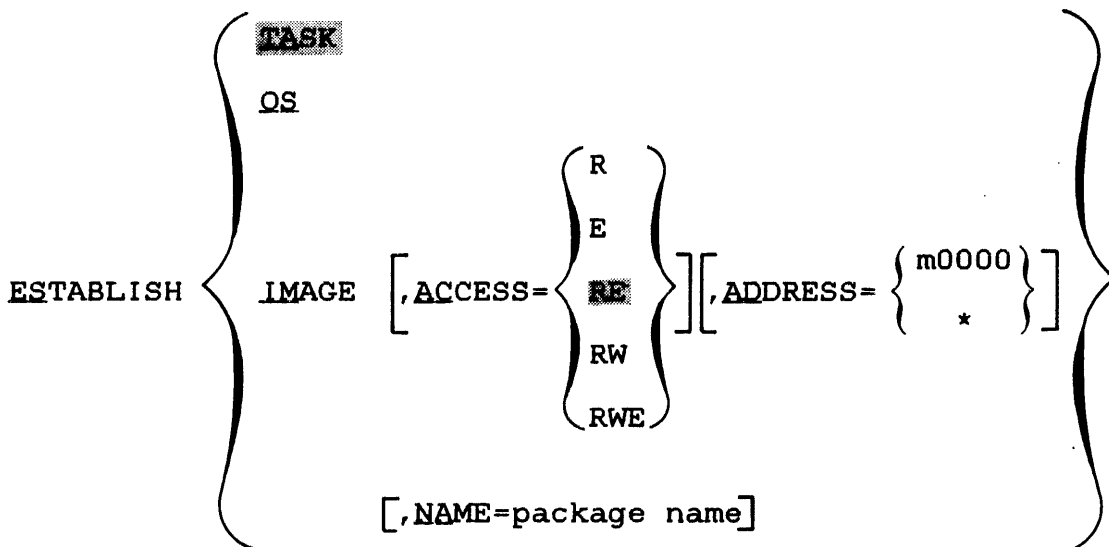 TASK
OS
R
E
ESTABLISH IMAGE [,ACCESS= RE ][,ADDRESS= m0000 ]
*
RW
RWE
[,NAME=package name]